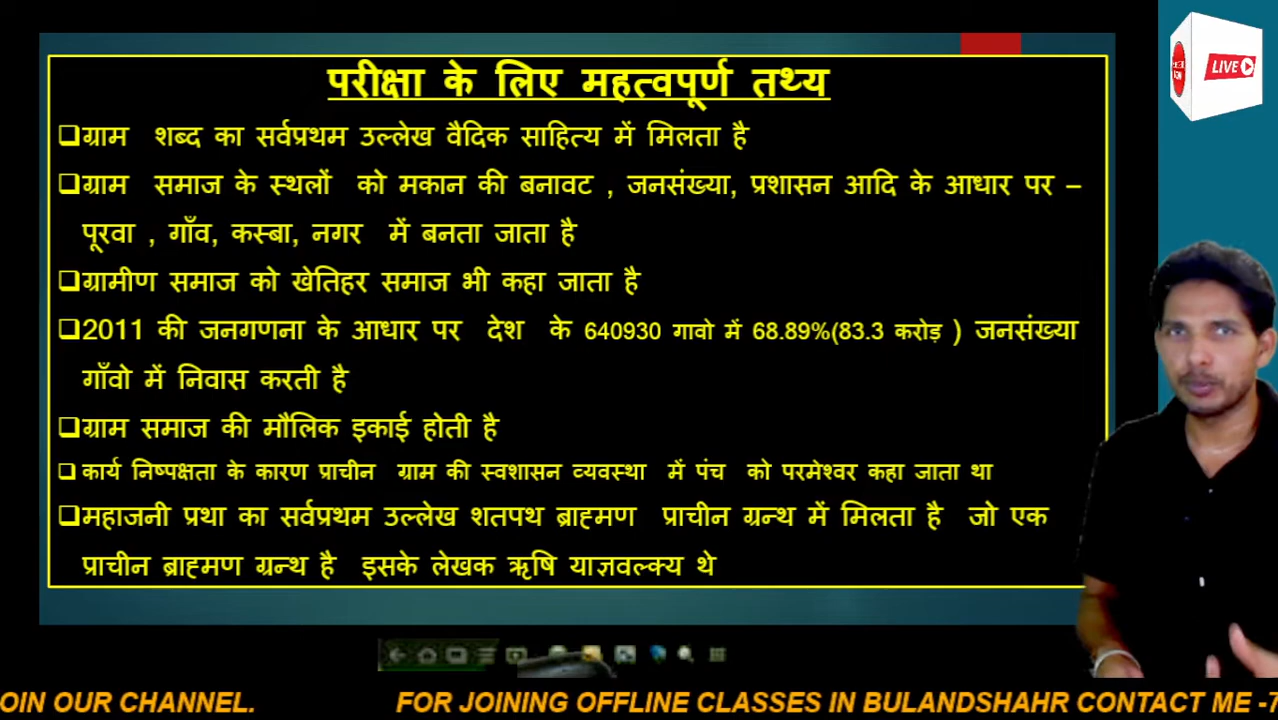 परीक्षा के लिए महत्वपूर्ण तथ्य
LIVE
❑ग्राम शब्द का सर्वप्रथम उल्लेख वैदिक साहित्य में मिलता है
❑ग्राम समाज के स्थलों को मकान की बनावट , जनसंख्या, प्रशासन आदि के आधार पर –
पूरवा , गाँव, कस्बा, नगर में बनता जाता है
❑ग्रामीण समाज को खेतिहर समाज भी कहा जाता है
❑2011 की जनगणना के आधार पर देश के 640930 गावो में 68.89%(83.3 करोड़ ) जनसंख्या
गाँवो में निवास करती है
❑ग्राम समाज की मौलिक इकाई होती है
❑ कार्य निष्पक्षता के कारण प्राचीन ग्राम की स्वशासन व्यवस्था में पंच को परमेश्वर कहा जाता था
❑महाजनी प्रथा का सर्वप्रथम उल्लेख शतपथ ब्राह्मण प्राचीन ग्रन्थ में मिलता है जो एक
प्राचीन ब्राह्मण ग्रन्थ है इसके लेखक ऋषि याज्ञवल्क्य थे
OIN OUR CHANNEL. FOR JOINING OFFLINE CLASSES IN BULANDSHAHR CONTACT ME -7